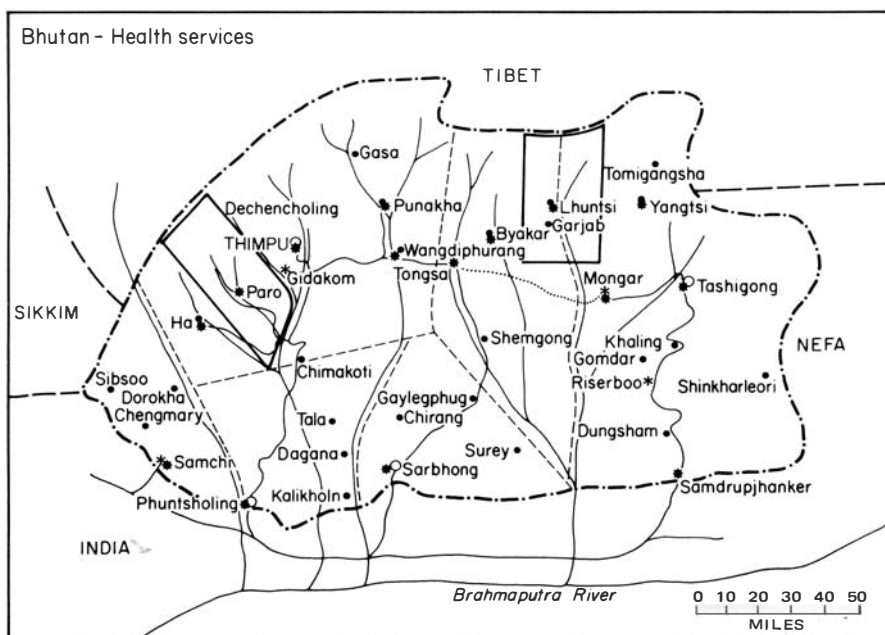 Bhutan - Health services
TIBET
Gasa
Tomigangsha
Dechencholing
Punakha
Lhuntsi
Yangtsi
THIMPU
Byakar
Garjab
Wangdiphurang
Gidakom
Tongsa
Mongar
Tashigong
Paro
SIKKIM
Ha
Shemgong
Khaling
NEFA
Chimakoti
Gomdar
Sibsoo
Riserboo
Shinkharleori
Dorokha
Gaylegphug
Chengmary
Tala
Chirang
Dungsham
Dagana
Surey
Samchi
Sarbhong
Samdrupjhanker
Phuntsholing
Kalikholn
INDIA
Brahmaputra River
0 10 20 30 40 50
MILES